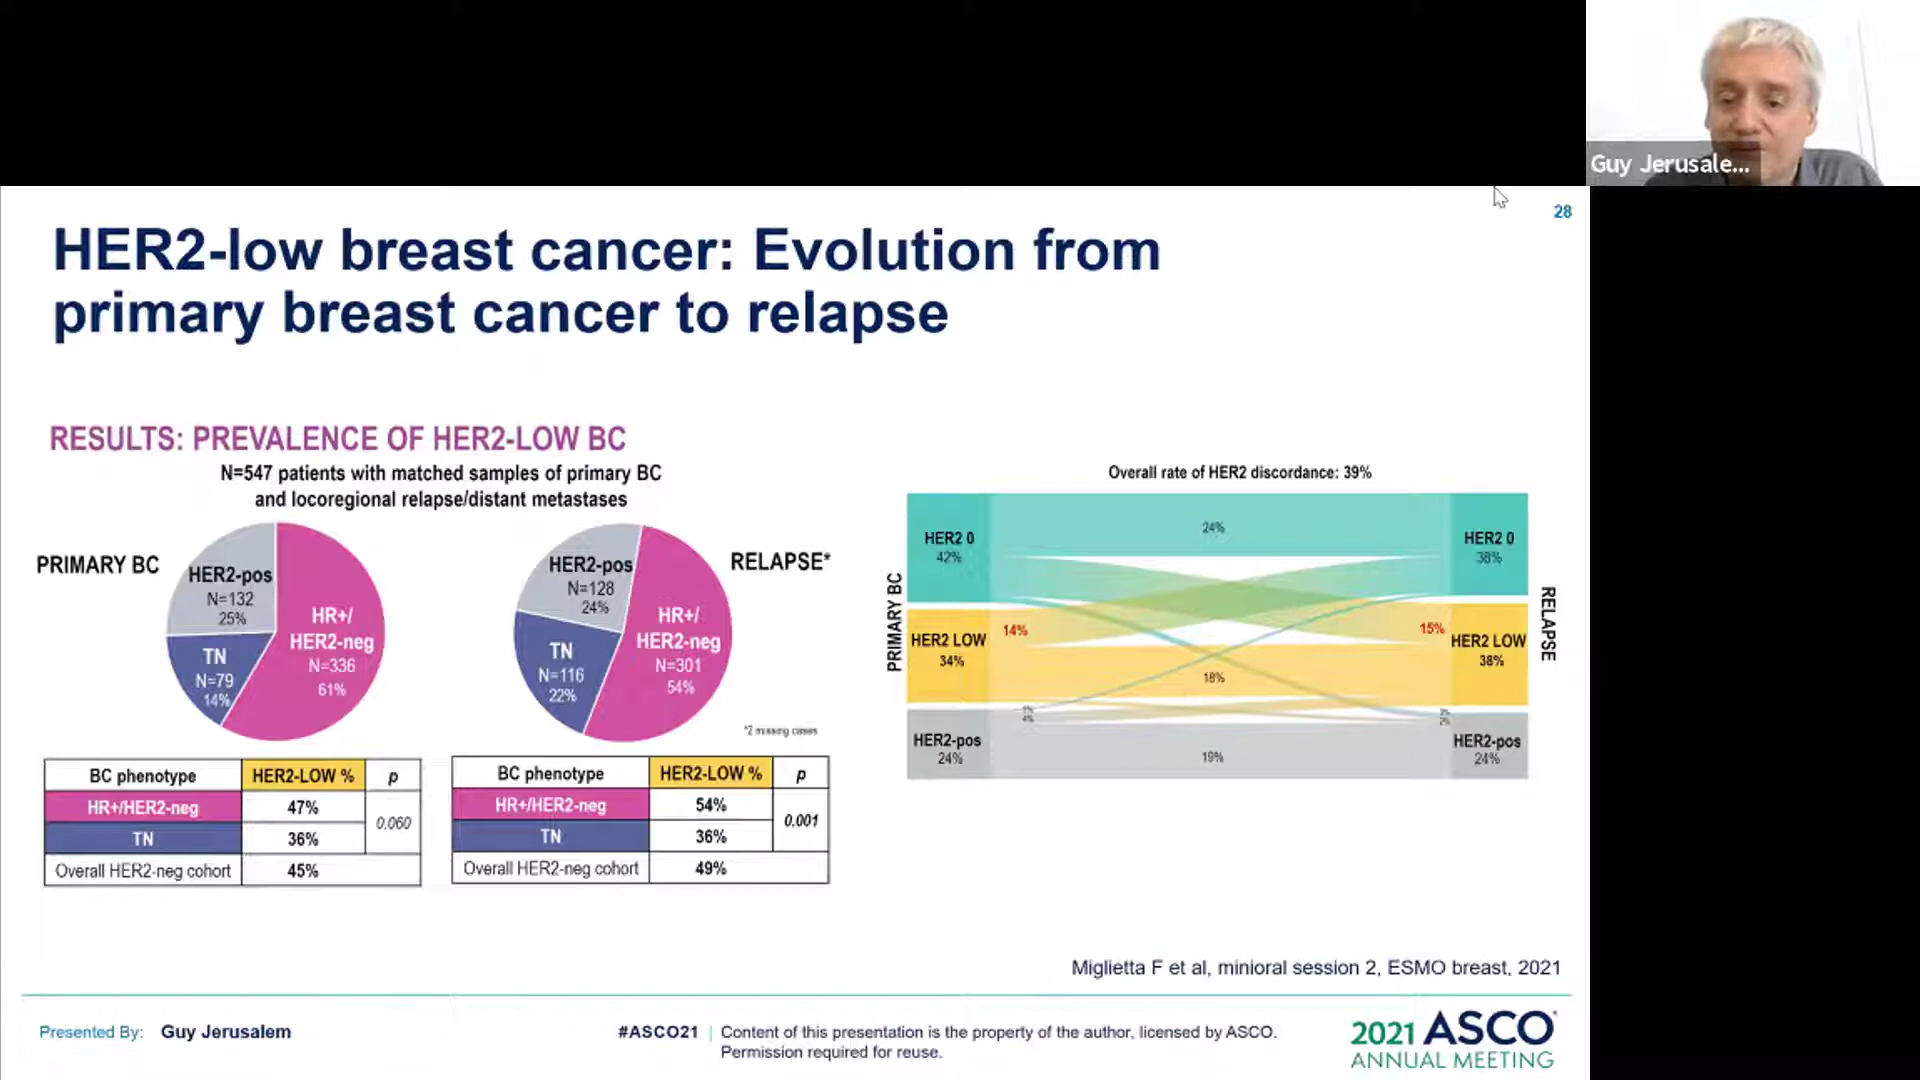 Guy Jerusale...
28
HER2-low breast cancer: Evolution from
primary breast cancer to relapse
RESULTS: PREVALENCE OF HER2-LOW BC
N=547 patients with matched samples of primary BC
and locoregional relapse/distant metastases
PRIMARY BC
HER2-pos
N=132
25%
TN
N=79
14%
HR+/
HER2-neg
N=336
61%
RELAPSE*
HER2-pos
N=128
24%
TN
N=116
22%
HR+/
HER2-neg
N=301
54%
*2 missing cases
BC phenotype HER2-LOW % p
HR+/HER2-neg 47% 0.060
TN 36%
Overall HER2-neg cohort 45%
BC phenotype HER2-LOW % p
HR+/HER2-neg 54% 0.001
TN 36%
Overall HER2-neg cohort 49%
Overall rate of HER2 discordance: 39%
PRIMARY BC
HER2 0
42%
HER2 LOW
34%
HER2-pos
24%
24%
14%
15%
18%
4%
2%
19%
HER2 0
38%
HER2 LOW
38%
HER2-pos
24%
RELAPSE
Miglietta F et al, minioral session 2, ESMO breast, 2021
Presented By: Guy Jerusalem
#ASCO21 | Content of this presentation is the property of the author, licensed by ASCO.
Permission required for reuse.
2021 ASCO®
ANNUAL MEETING